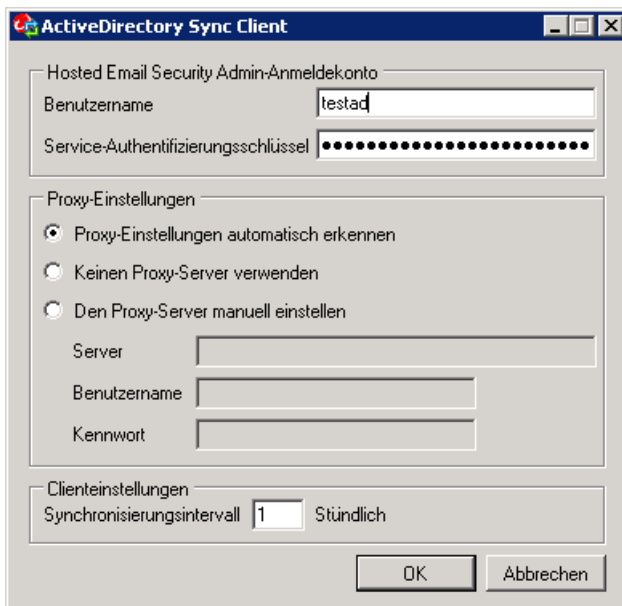 ActiveDirectory Sync Client
Hosted Email Security Admin-Anmeldekonto
Benutzername testad
Service-Authentifizierungsschlüssel ••••••••••••••••••••••••
Proxy-Einstellungen
Proxy-Einstellungen automatisch erkennen
Keinen Proxy-Server verwenden
Den Proxy-Server manuell einstellen
Server
Benutzername
Kennwort
Clienteinstellungen
Synchronisierungsintervall 1 Stündlich
OK Abbrechen